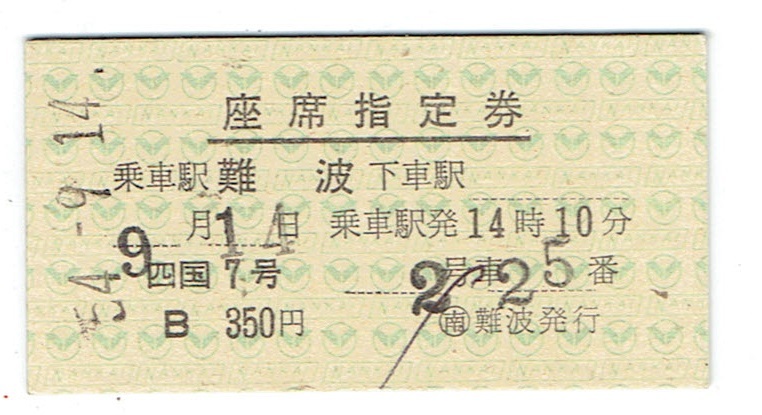 54-9.14.
座席指定券
乗車駅 難波 下車駅
9月14日 乗車駅発14時10分
四国7号 2号車 25番
B 350円 �
難波発行